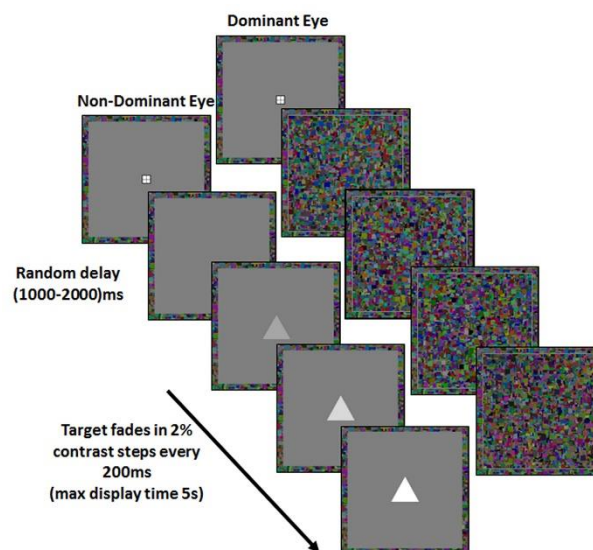 Dominant Eye
Non-Dominant Eye
Random delay
(1000-2000)ms
Target fades in 2%
contrast steps every
200ms
(max display time 5s)